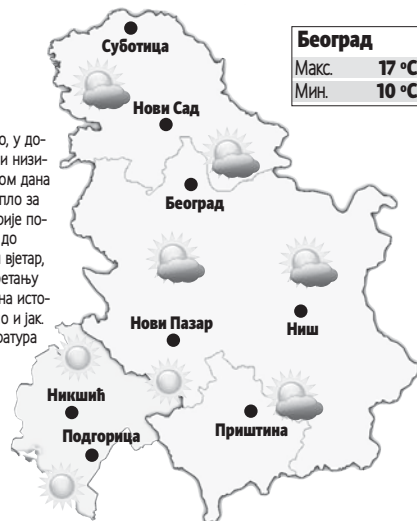 Суботица
Београд
Макс. 17 °C
Мин. 10 °C
Нови Сад
о, у до-
и низи-
ом дана
пло за
рије по-
до
вјетар,
ретању
на исто-
о и јак.
ратура
Београд
Нови Пазар
Ниш
Никшић
Подгорица
Приштина